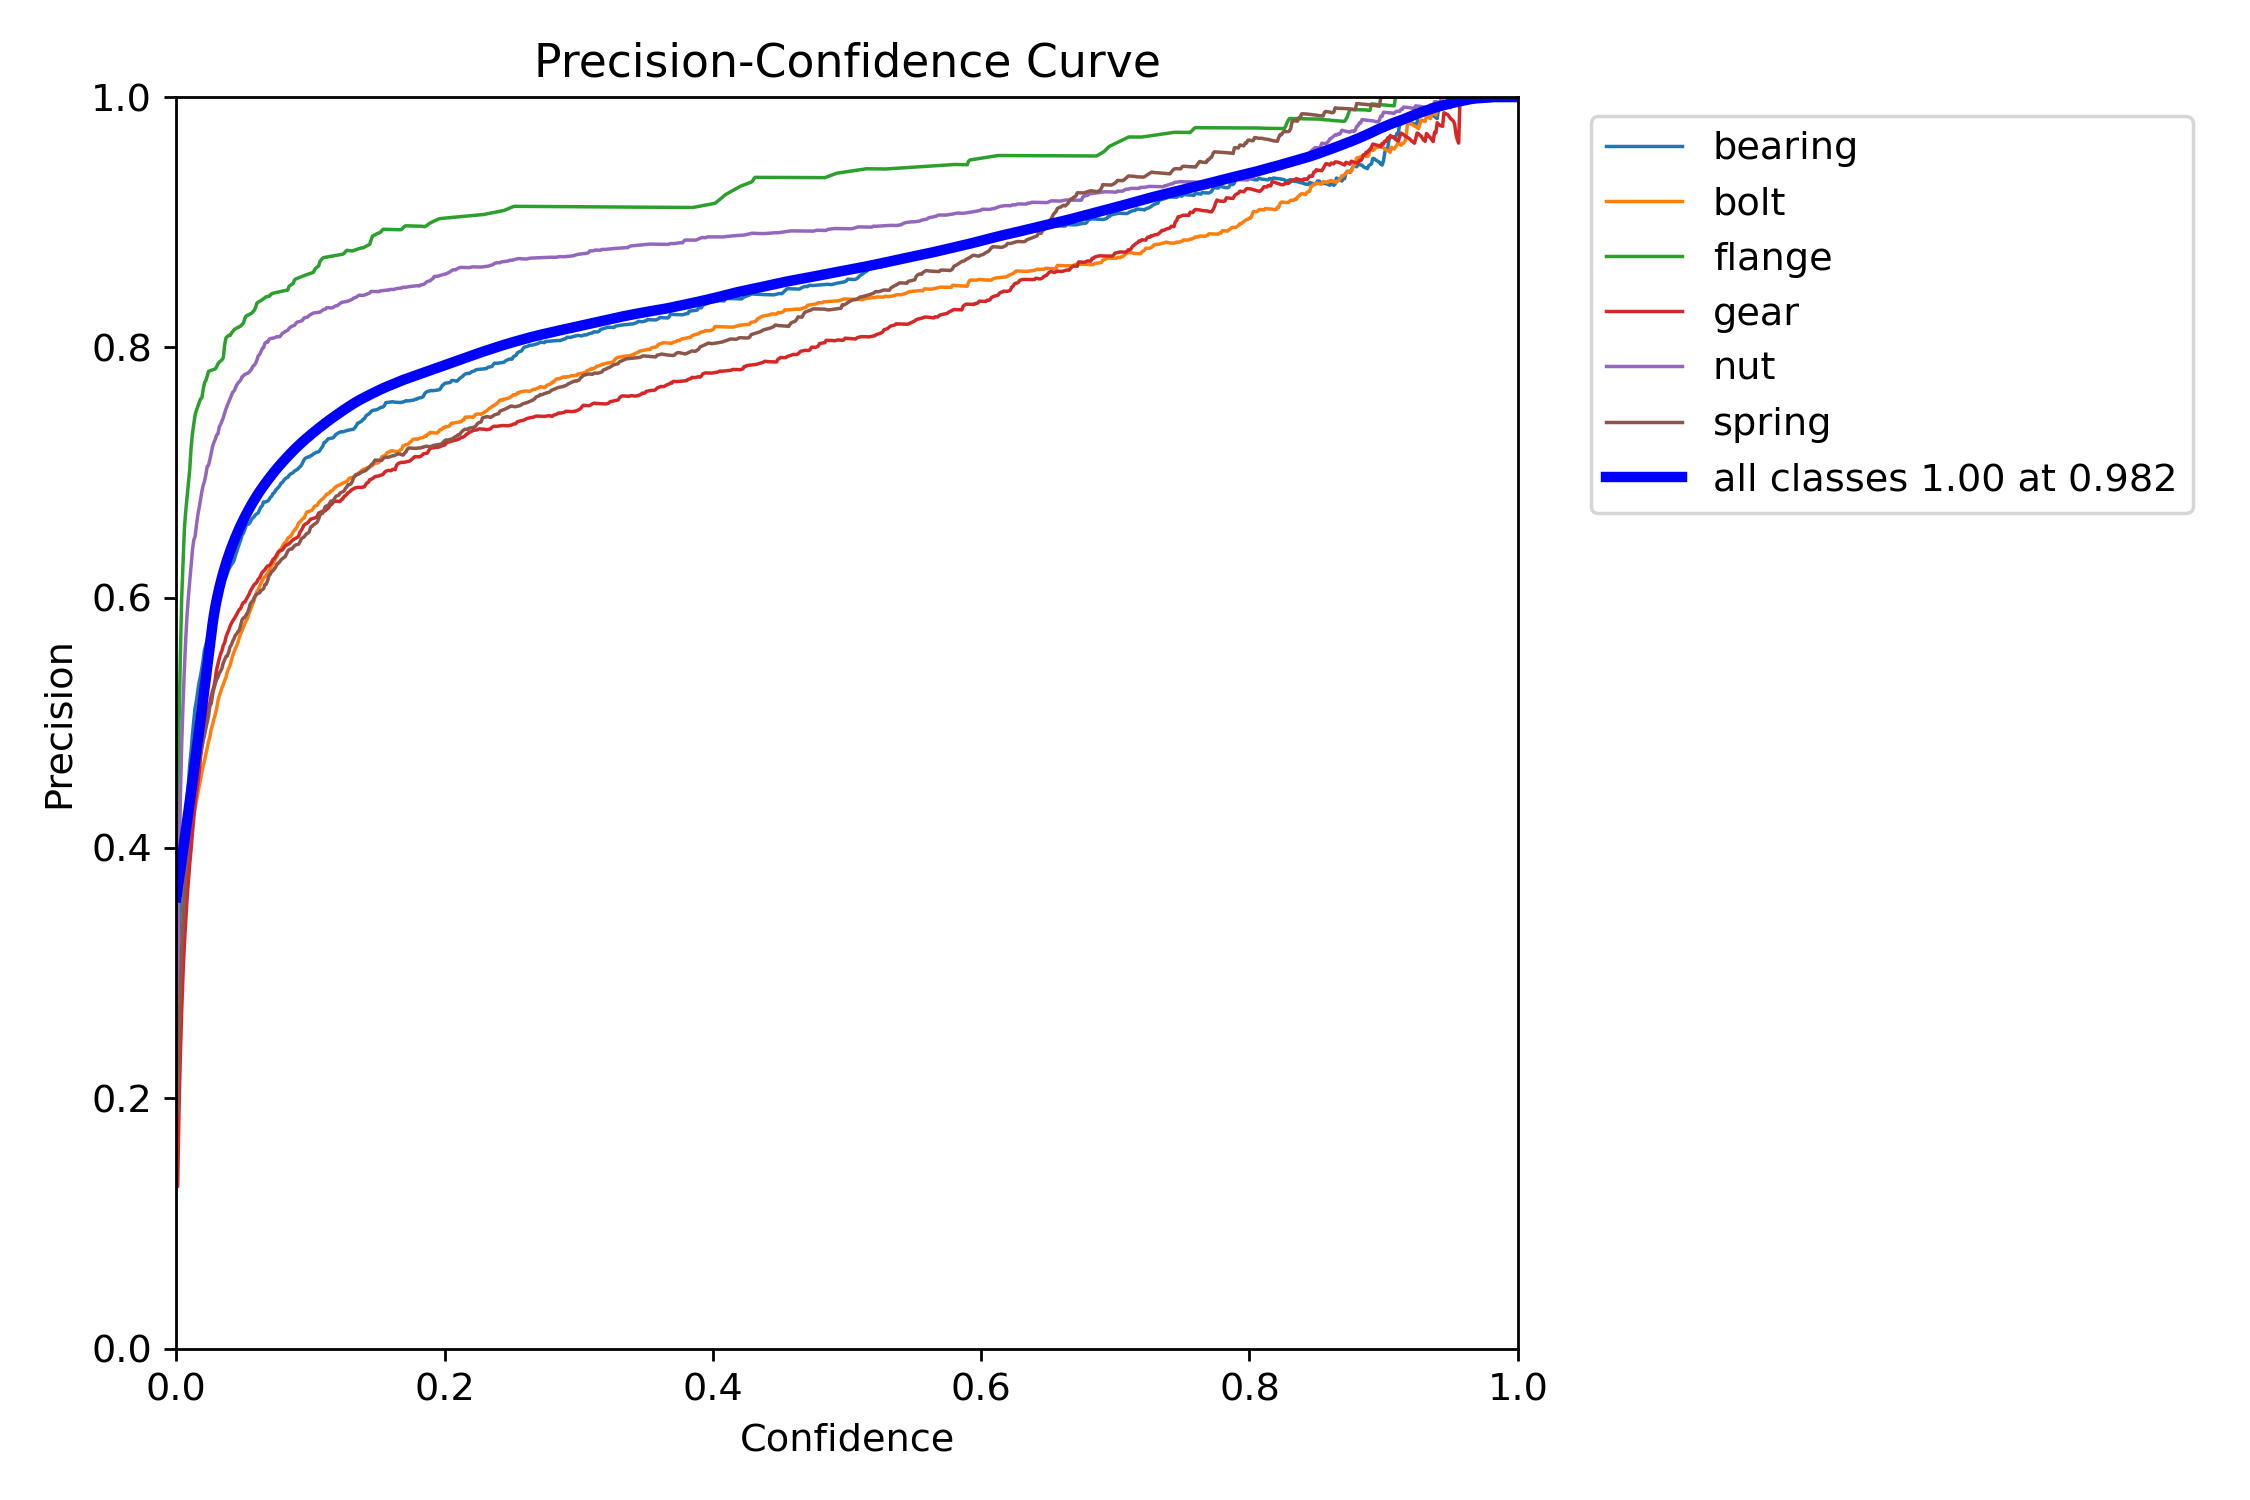 Precision-Confidence Curve
1.0
0.8
0.6
0.4
0.2
0.0
Precision
0.0 0.2 0.4 0.6 0.8 1.0
Confidence
bearing
bolt
flange
gear
nut
spring
all classes 1.00 at 0.982